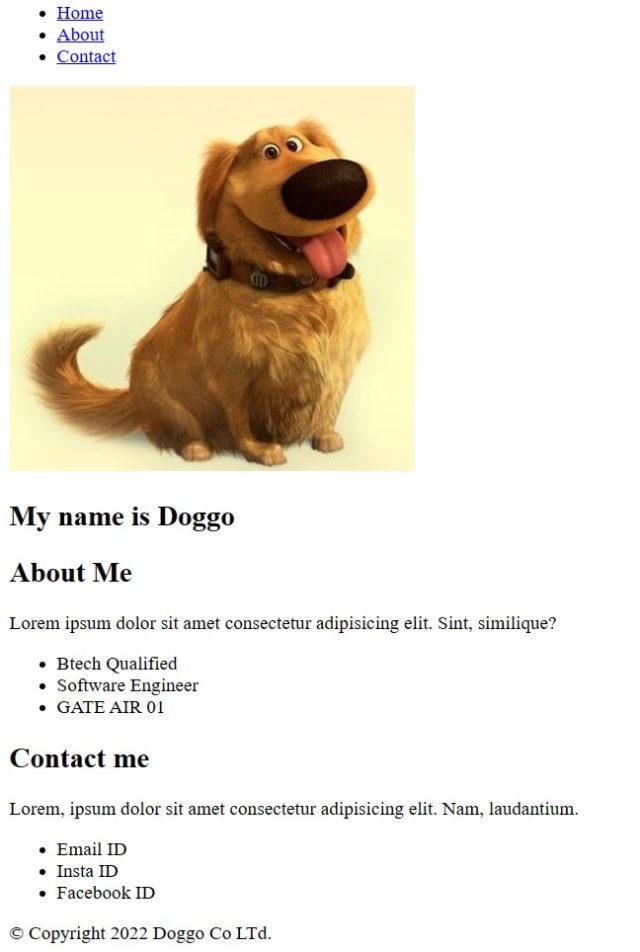 Home
About
Contact
My name is Doggo
About Me
Lorem ipsum dolor sit amet consectetur adipisicing elit. Sint, similique?
Btech Qualified
Software Engineer
GATE AIR 01
Contact me
Lorem, ipsum dolor sit amet consectetur adipisicing elit. Nam, laudantium.
Email ID
Insta ID
Facebook ID
© Copyright 2022 Doggo Co LTd.